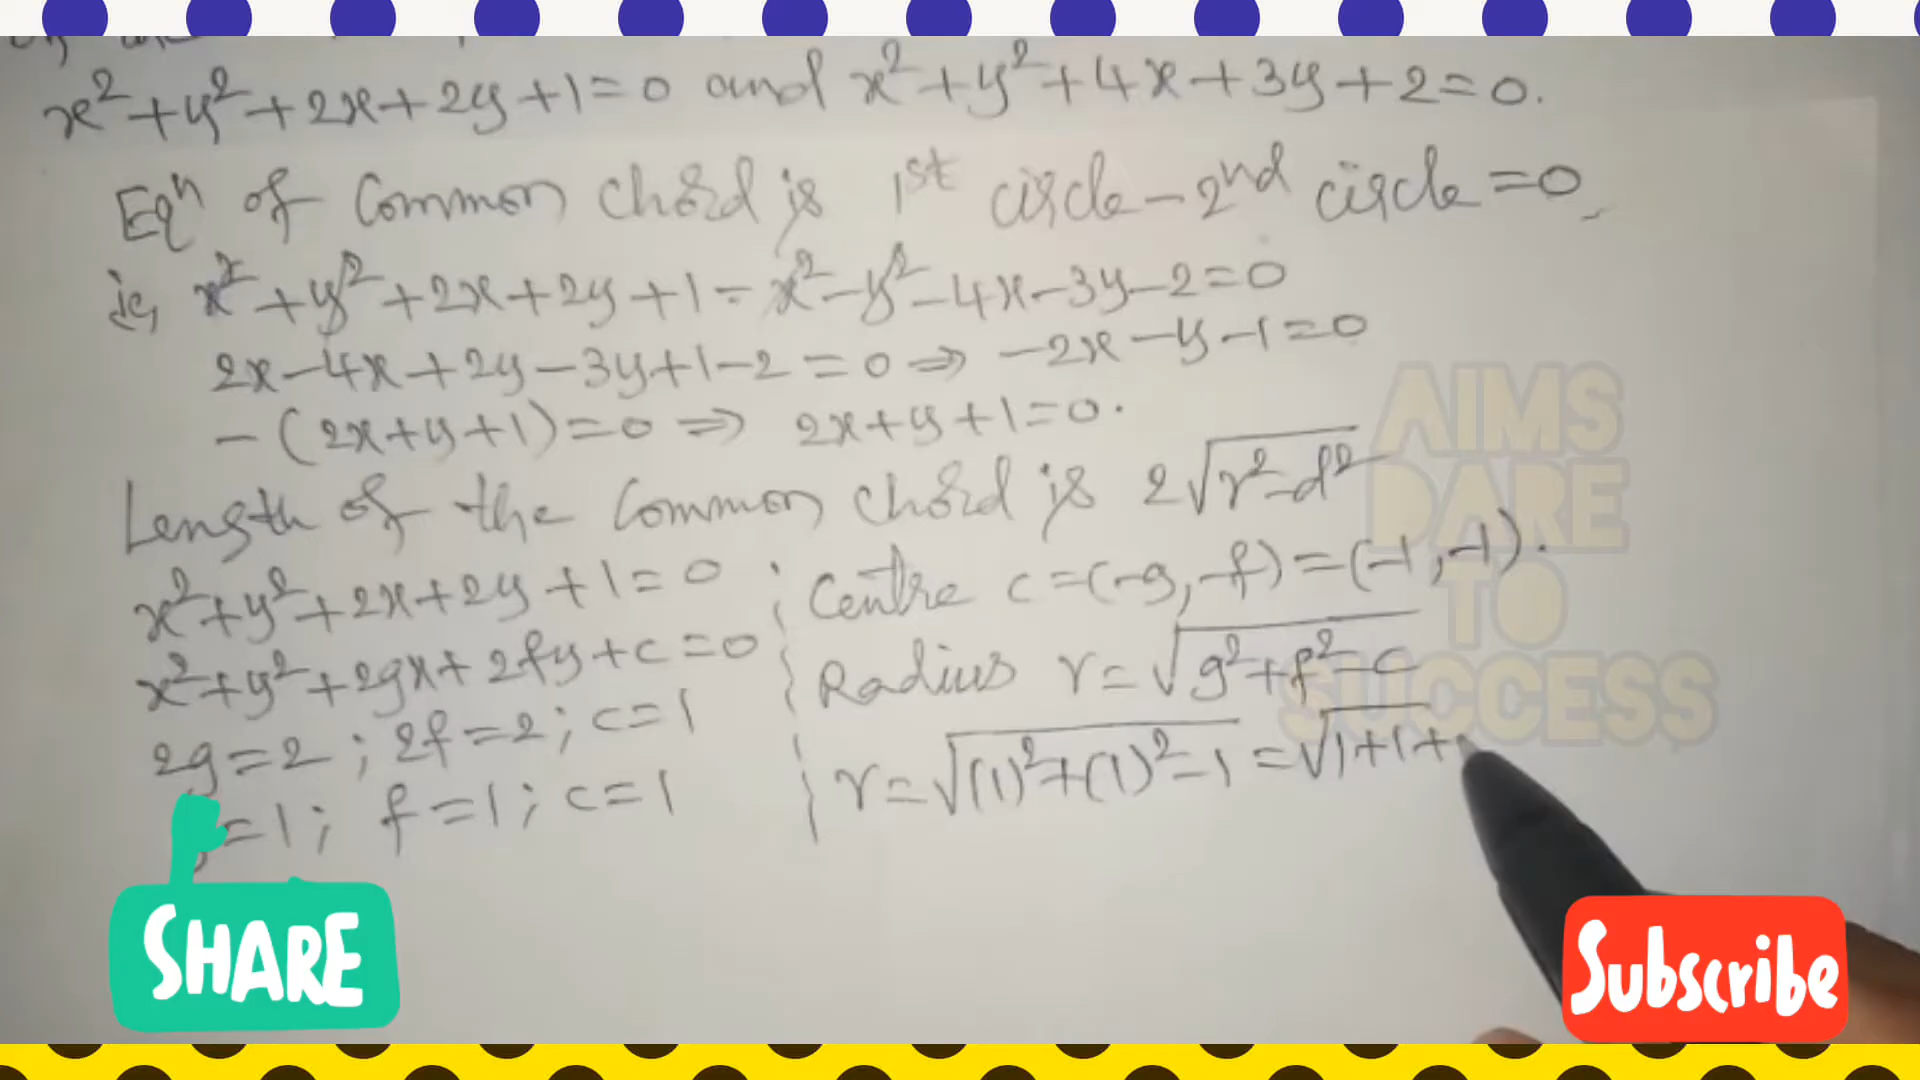 x²+y²+2x+2y+1=0 and x²+y²+4x+3y+2=0.
Eqⁿ of Common chord is 1st circle-2nd circle=0,
ie, x²+y²+2x+2y+1-x²-y²-4x-3y-2=0
2x-4x+2y-3y+1-2=0 ⇒ -2x-y-1=0
-(2x+y+1)=0 ⇒ 2x+y+1=0.
Length of the Common chord is 2√r²-d²
x²+y²+2x+2y+1=0
x²+y²+2gx+2fy+c=0
2g=2; 2f=2; c=1
=1; f=1; c=1
Centre c=(-g,-f)=(-1,-1).
Radius r=√g²+f²-c
r=√(1)²+(1)²-1=√1+1+
AIMS
DARE
TO
SUCCESS
SHARE
Subscribe